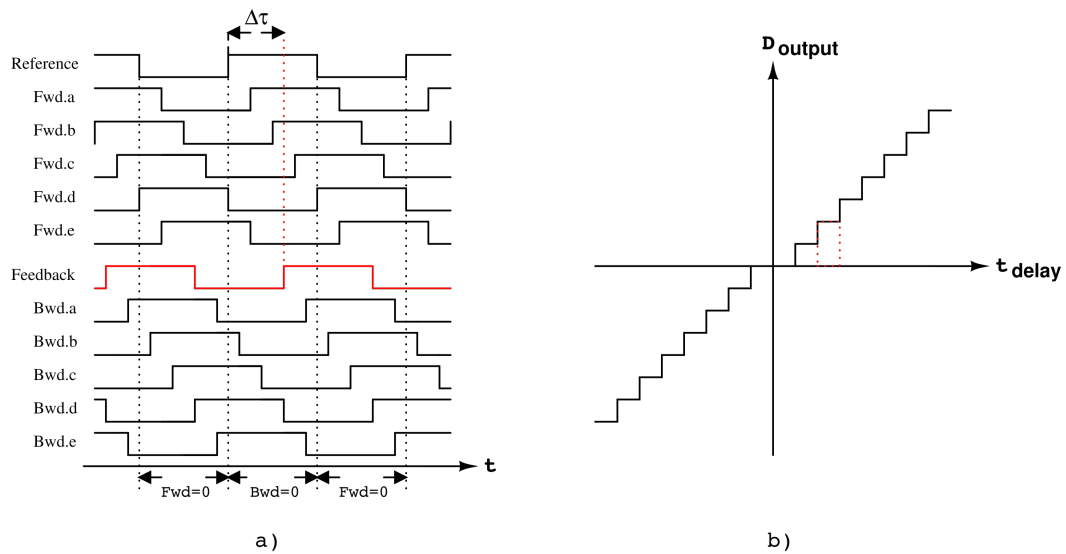 Δτ
Reference
Fwd.a
Fwd.b
Fwd.c
Fwd.d
Fwd.e
Feedback
Bwd.a
Bwd.b
Bwd.c
Bwd.d
Bwd.e
t
Fwd=0 Bwd=0 Fwd=0
a)
D output
t delay
b)